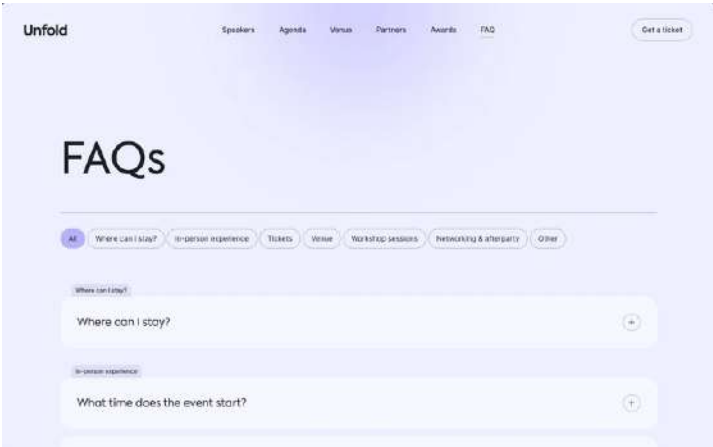 Unfold
Speakers Agenda Venue Partners Awards FAQ
Get a ticket
FAQs
All Where can I stay? In-person experience Tickets Venue Workshop sessions Networking & afterparty Other
Where can I stay?
Where can I stay?
In-person experience
What time does the event start?